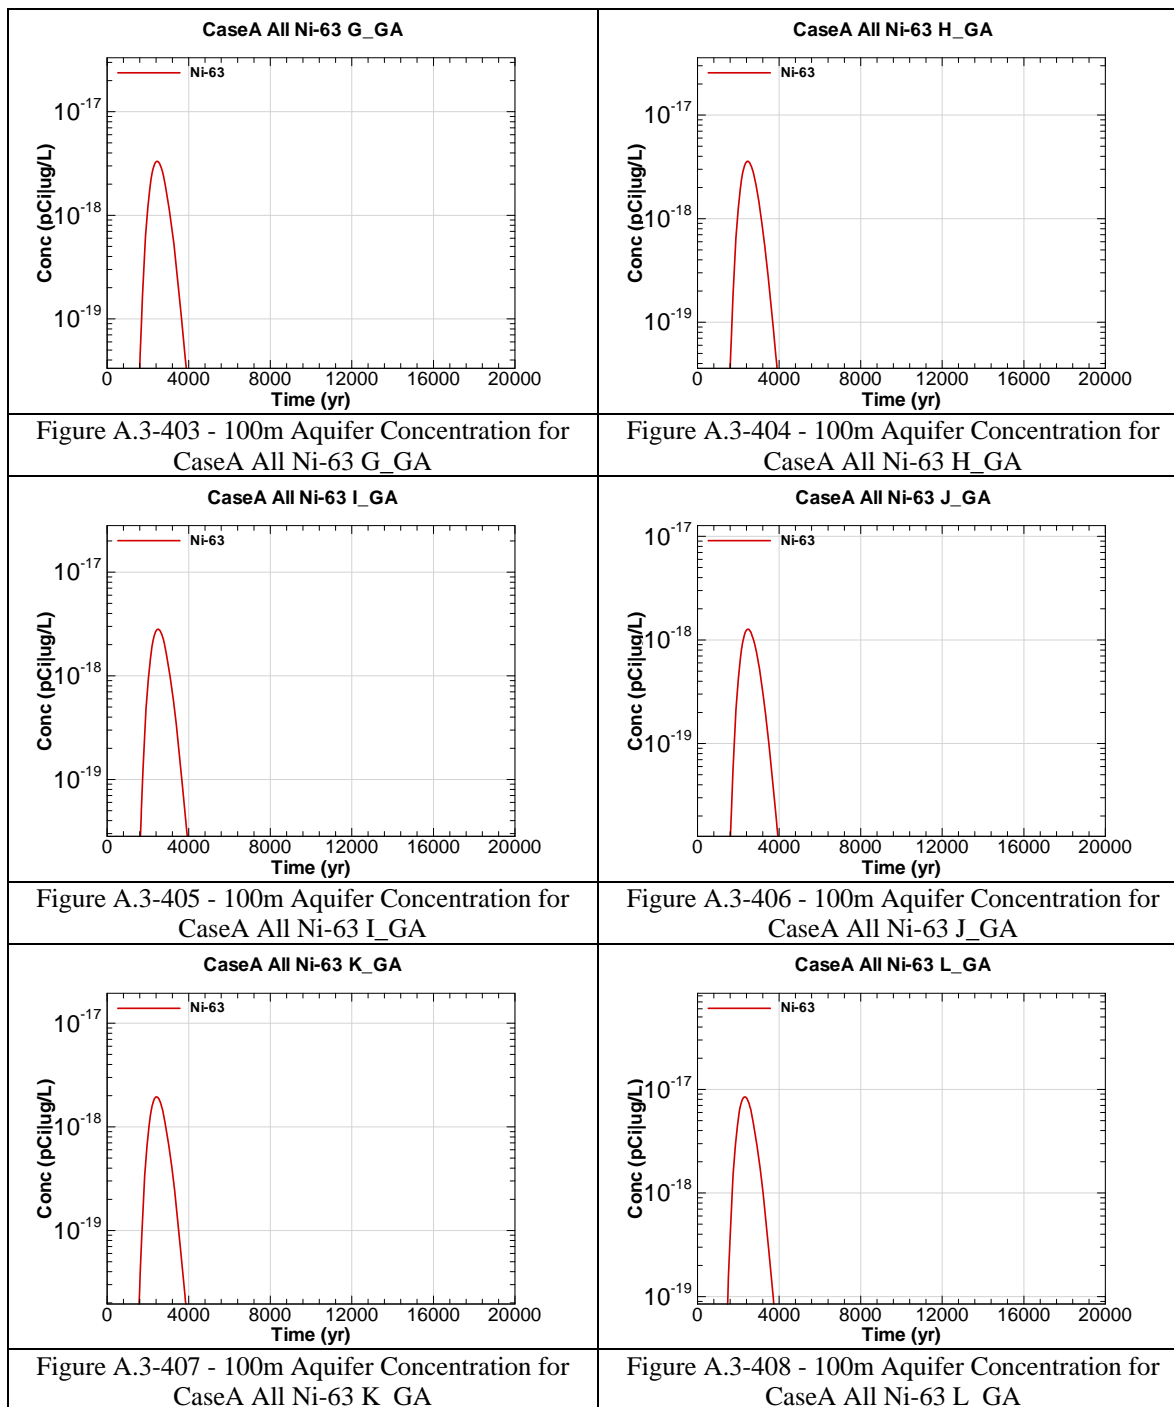 CaseA All Ni-63 G_GA
Ni-63
10-17
10-18
10-19
Conc (pCi|ug/L)
0 4000 8000 12000 16000 20000
Time (yr)
Figure A.3-403 - 100m Aquifer Concentration for
CaseA All Ni-63 G_GA
CaseA All Ni-63 H_GA
Ni-63
10-17
10-18
10-19
Conc (pCi|ug/L)
0 4000 8000 12000 16000 20000
Time (yr)
Figure A.3-404 - 100m Aquifer Concentration for
CaseA All Ni-63 H_GA
CaseA All Ni-63 I_GA
Ni-63
10-17
10-18
10-19
Conc (pCi|ug/L)
0 4000 8000 12000 16000 20000
Time (yr)
Figure A.3-405 - 100m Aquifer Concentration for
CaseA All Ni-63 I_GA
CaseA All Ni-63 J_GA
Ni-63
10-17
10-18
10-19
Conc (pCi|ug/L)
0 4000 8000 12000 16000 20000
Time (yr)
Figure A.3-406 - 100m Aquifer Concentration for
CaseA All Ni-63 J_GA
CaseA All Ni-63 K_GA
Ni-63
10-17
10-18
10-19
Conc (pCi|ug/L)
0 4000 8000 12000 16000 20000
Time (yr)
Figure A.3-407 - 100m Aquifer Concentration for
CaseA All Ni-63 K_GA
CaseA All Ni-63 L_GA
Ni-63
10-17
10-18
10-19
Conc (pCi|ug/L)
0 4000 8000 12000 16000 20000
Time (yr)
Figure A.3-408 - 100m Aquifer Concentration for
CaseA All Ni-63 L_GA